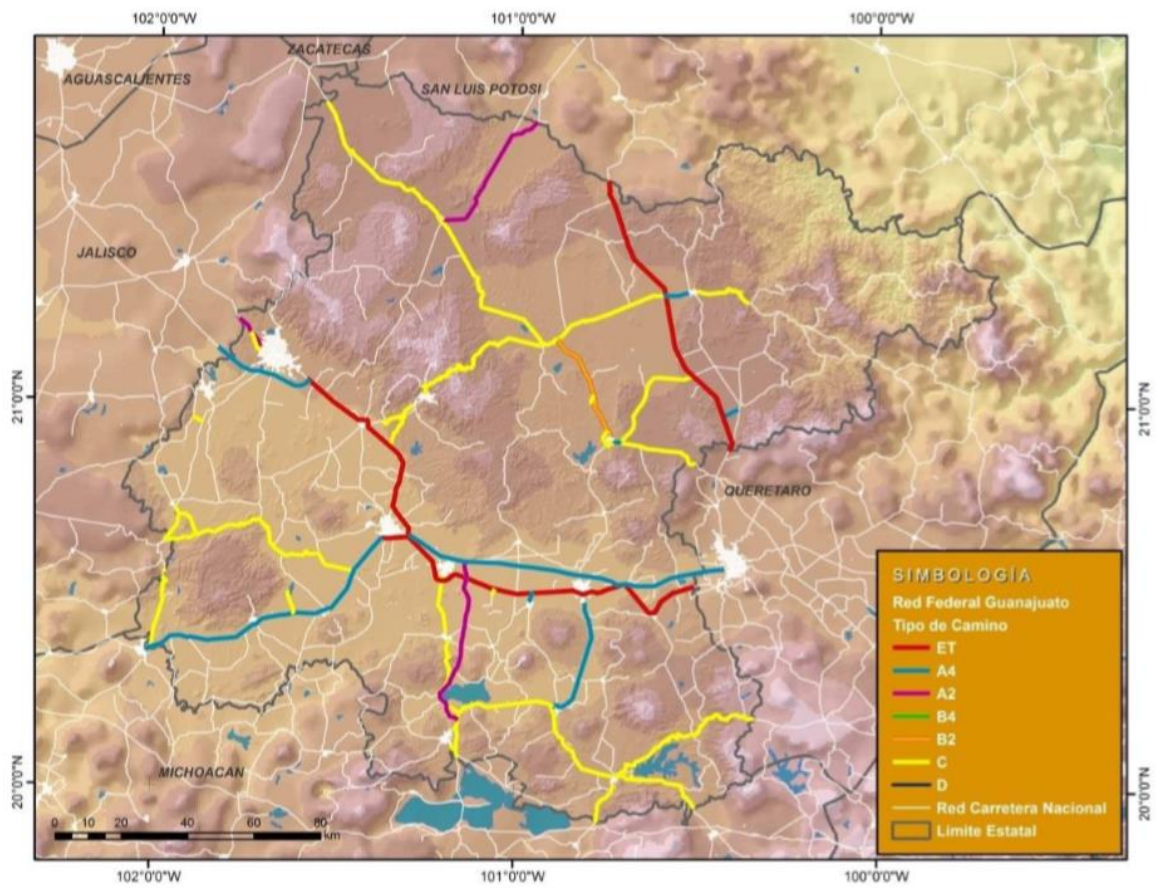 102°0'0"W 101°0'0"W 100°0'0"W
ZACATECAS
AGUASCALIENTES
SAN LUIS POTOSI
JALISCO
21°0'0"N 21°0'0"N
QUERETARO
SIMBOLOGÍA
Red Federal Guanajuato
Tipo de Camino
ET
A4
A2
B4
B2
C
D
Red Carretera Nacional
Límite Estatal
MICHOACAN
20°0'0"N 20°0'0"N
0 10 20 40 60 80
km
102°0'0"W 101°0'0"W 100°0'0"W